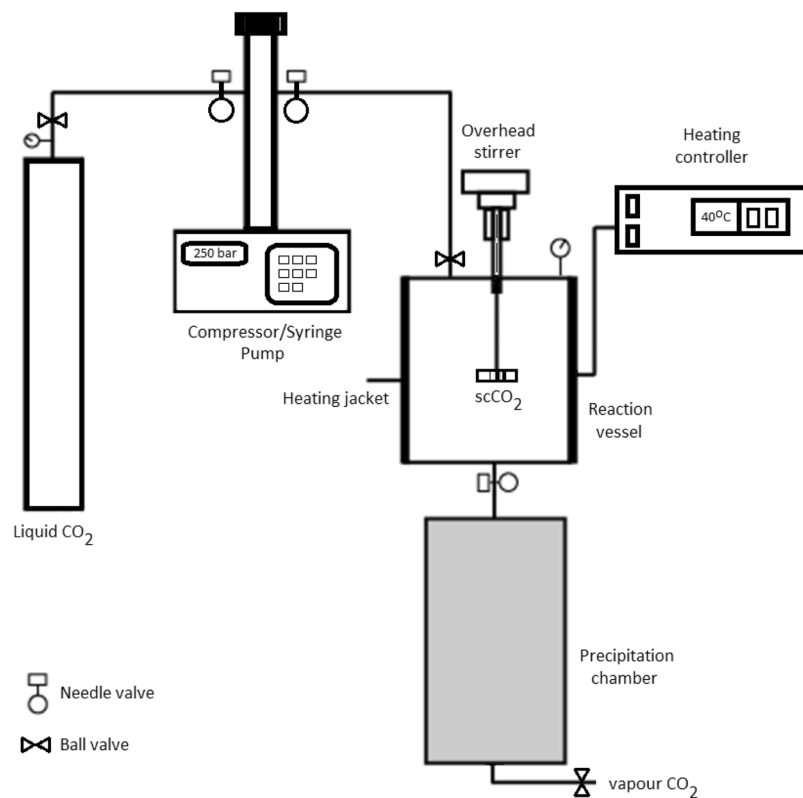 Overhead
stirrer
Heating
controller
40°C
250 bar
Compressor/Syringe
Pump
Heating jacket
scCO2
Reaction
vessel
Liquid CO2
Precipitation
chamber
Needle valve
Ball valve
vapour CO2